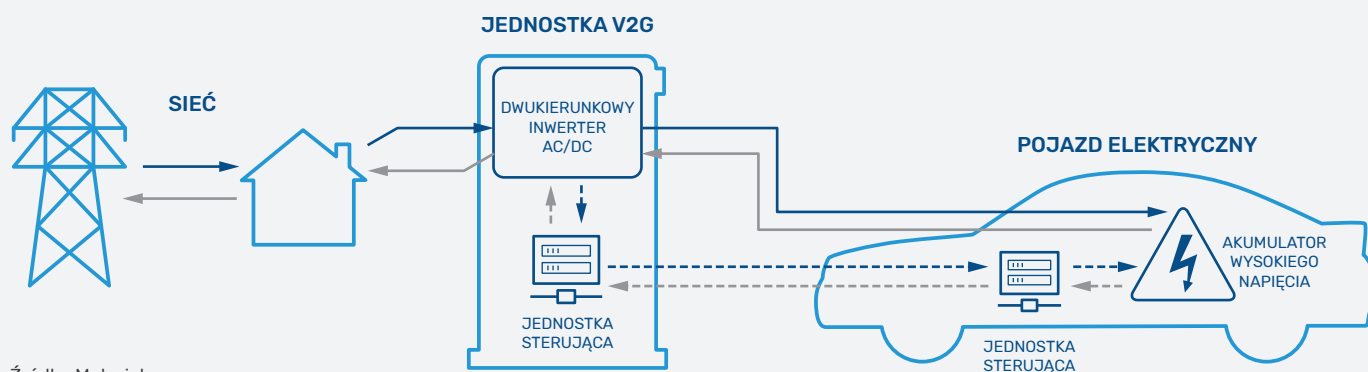 JEDNOSTKA V2G
SIEĆ
DWUKIERUNKOWY
INWERTER
AC/DC
POJAZD ELEKTRYCZNY
AKUMULATOR
WYSOKIEGO
NAPIĘCIA
JEDNOSTKA
STERUJĄCA
JEDNOSTKA
STERUJĄCA